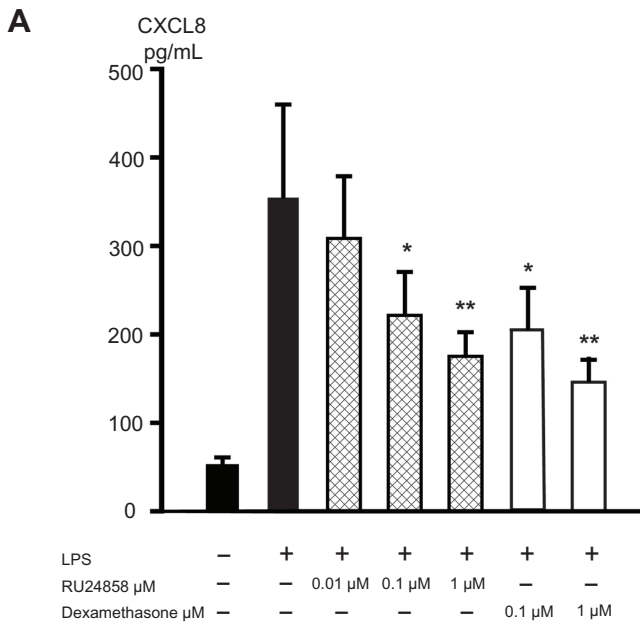 A
CXCL8
pg/mL
500
400
300
200
100
0
*
**
*
**
LPS – + + + + + +
RU24858 µM – – 0.01 µM 0.1 µM 1 µM – –
Dexamethasone µM – – – – – 0.1 µM 1 µM